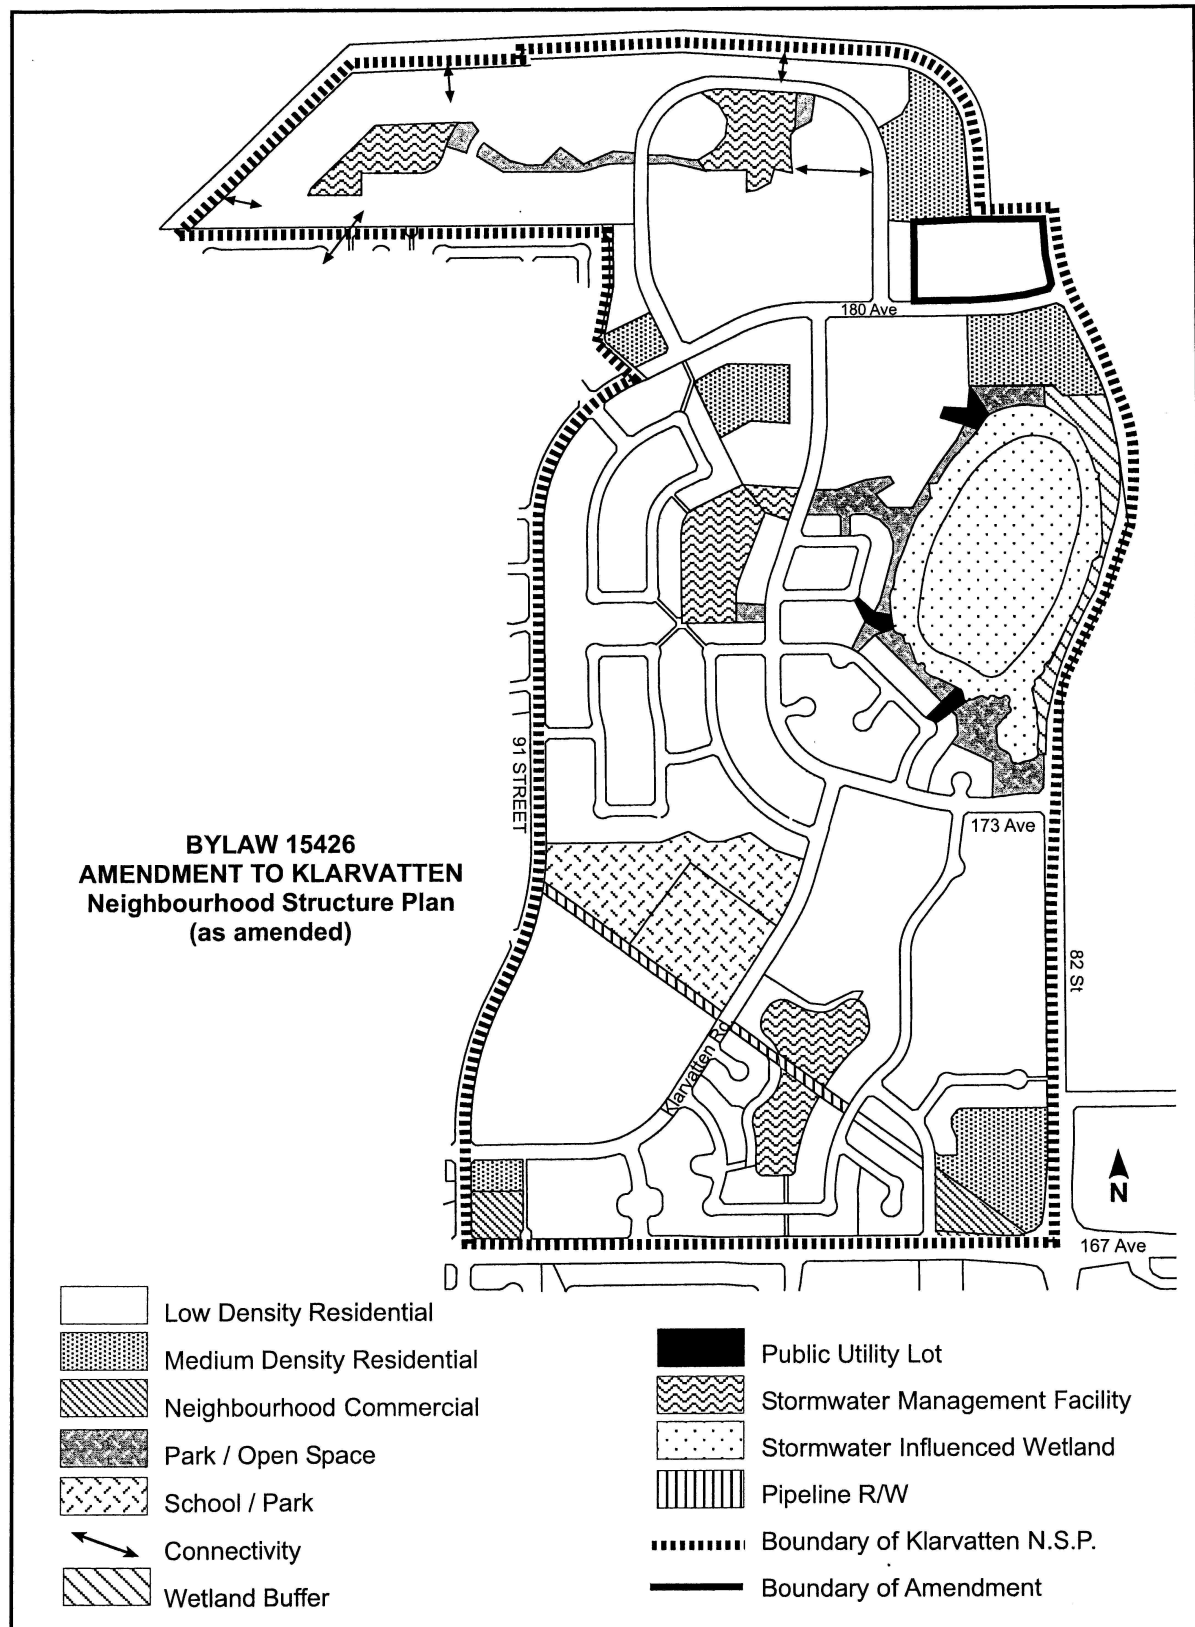 180 Ave
91 STREET
BYLAW 15426
AMENDMENT TO KLARVATTEN
Neighbourhood Structure Plan
(as amended)
173 Ave
82 St
Klarvatten Rd
N
167 Ave
Low Density Residential
Medium Density Residential
Neighbourhood Commercial
Park / Open Space
School / Park
Connectivity
Wetland Buffer
Public Utility Lot
Stormwater Management Facility
Stormwater Influenced Wetland
Pipeline R/W
Boundary of Klarvatten N.S.P.
Boundary of Amendment